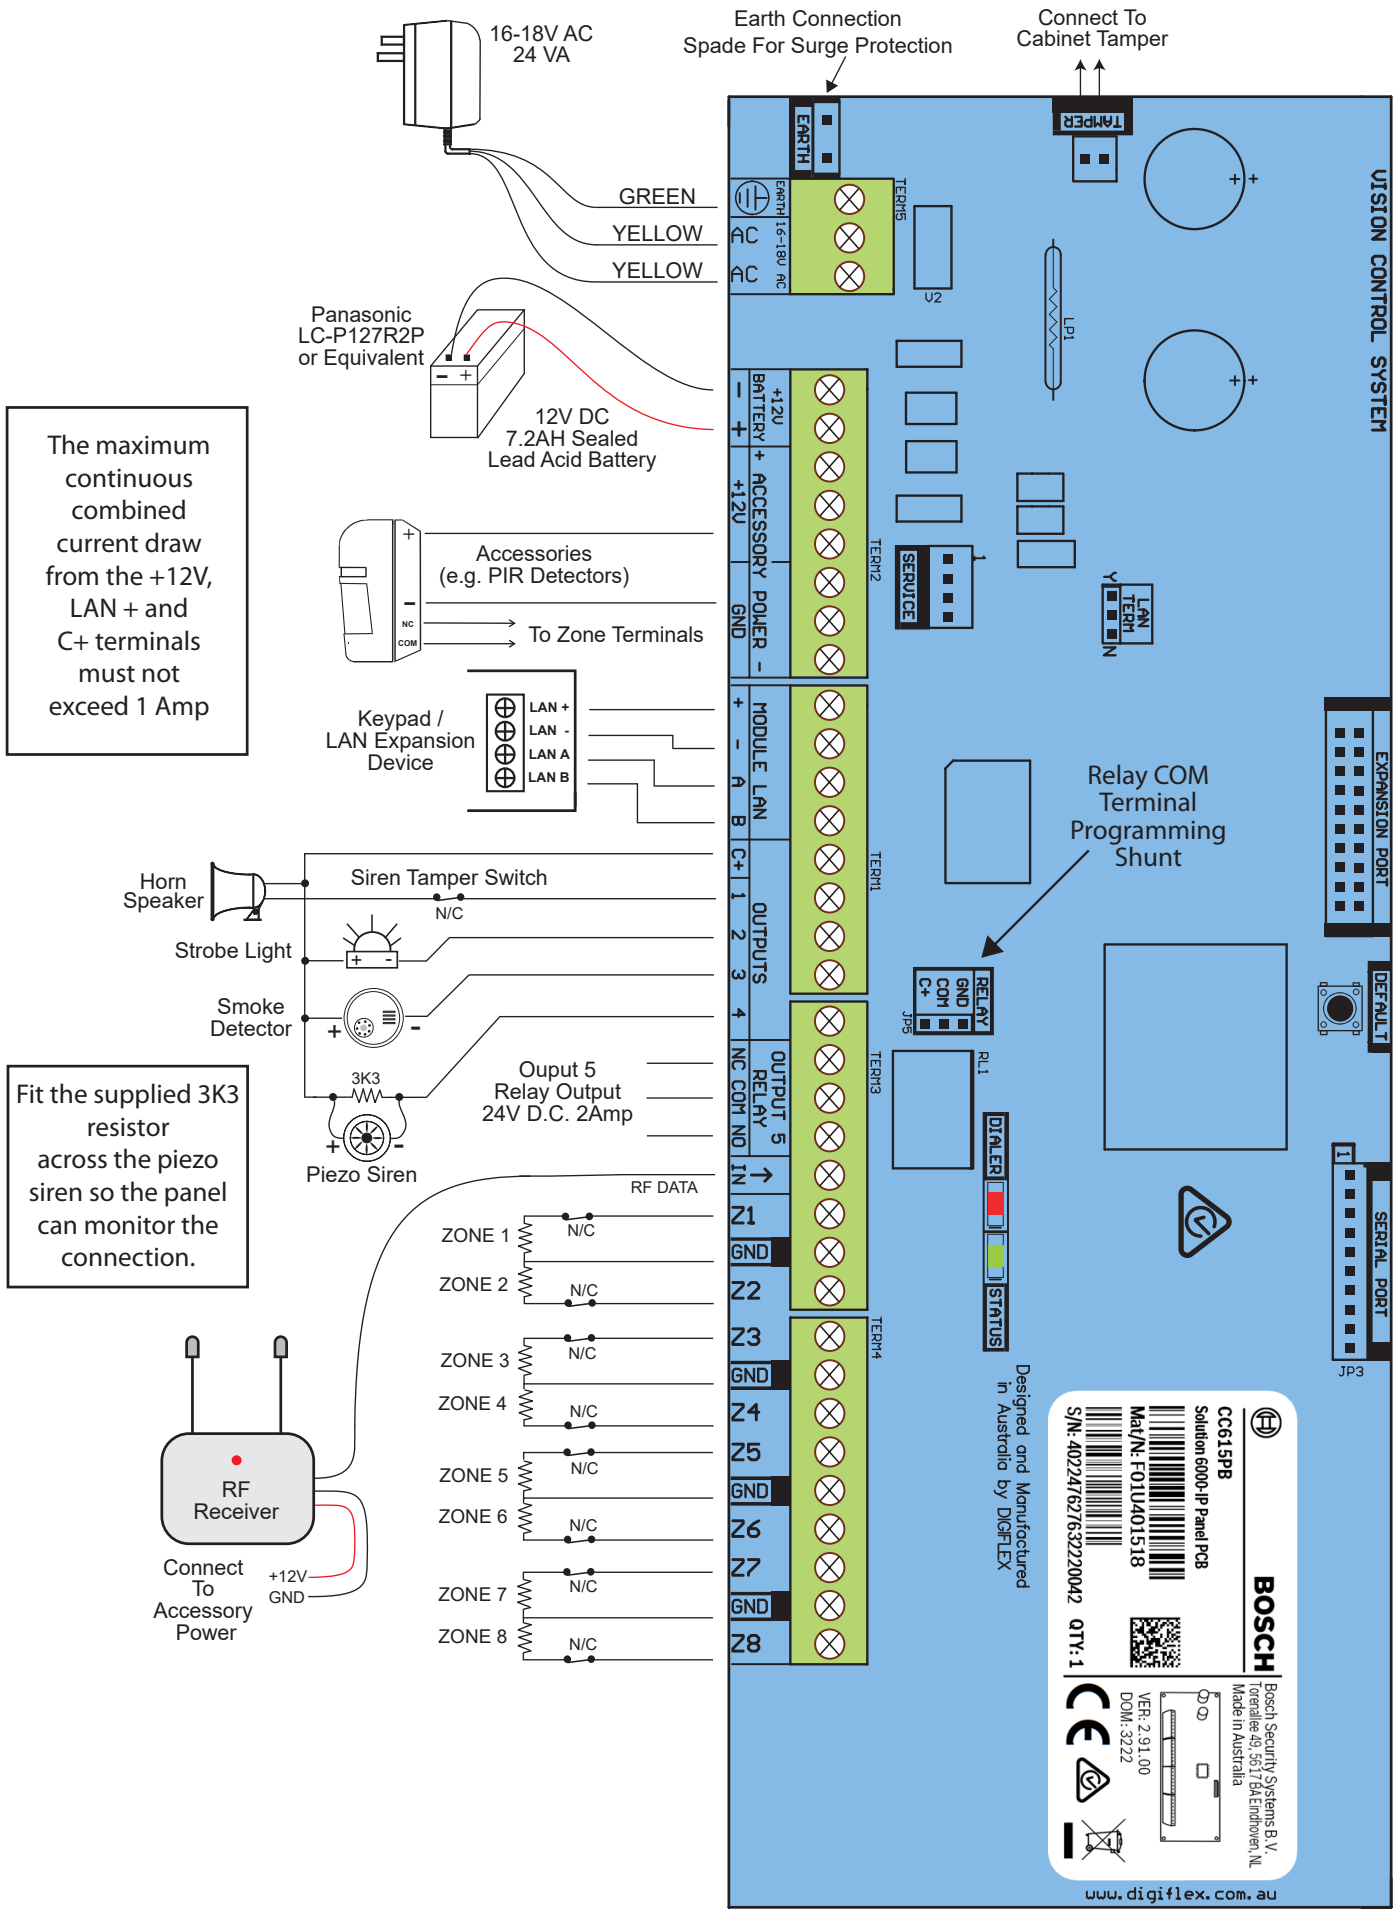 16-18V AC
24 VA
Earth Connection
Spade For Surge Protection
Connect To
Cabinet Tamper
EARTH
TAMPER
GREEN
YELLOW
YELLOW
EARTH
AC
AC
16-18V AC
TERM5
V2
LP1
VISION CONTROL SYSTEM
Panasonic
LC-P127R2P
or Equivalent
- +
12V DC
7.2AH Sealed
Lead Acid Battery
- +
+12V
BATTERY
The maximum
continuous
combined
current draw
from the +12V,
LAN + and
C+ terminals
must not
exceed 1 Amp
+
-
NC
COM
Accessories
(e.g. PIR Detectors)
To Zone Terminals
+12V
GND
+ ACCESSORY POWER -
TERM2
SERVICE
1
Y
LAN
TERM
N
Keypad /
LAN Expansion
Device
LAN +
LAN -
LAN A
LAN B
+
-
A
B
MODULE LAN
Relay COM
Terminal
Programming
Shunt
EXPANSION PORT
Horn
Speaker
Siren Tamper Switch
N/C
Strobe Light
+ -
Smoke
Detector
+ -
C+
1
2
3
4
OUTPUTS
TERM1
RELAY
GND
COM
C+
JP5
DEFAULT
3K3
+ -
Piezo Siren
Fit the supplied 3K3
resistor
across the piezo
siren so the panel
can monitor the
connection.
Ouput 5
Relay Output
24V D.C. 2Amp
NC COM NO
OUTPUT 5
RELAY
TERM3
RL1
DIALER
STATUS
1
SERIAL PORT
JP3
RF DATA
IN →
ZONE 1
N/C
Z1
GND
ZONE 2
N/C
Z2
ZONE 3
N/C
Z3
GND
ZONE 4
N/C
Z4
TERM4
ZONE 5
N/C
Z5
GND
ZONE 6
N/C
Z6
ZONE 7
N/C
Z7
GND
ZONE 8
N/C
Z8
RF
Receiver
Connect
To
Accessory
Power
+12V
GND
Designed and Manufactured
in Australia by DIGIFLEX
BOSCH
CC615PB
Solution 6000-IP Panel PCB
Mat/N: F01U401518
S/N: 402247627632220042 QTY: 1
Bosch Security Systems B.V.
Torenallee 49, 5617 BA Eindhoven, NL
Made in Australia
VER: 2.91.00
DOM: 3222
CE
www.digiflex.com.au